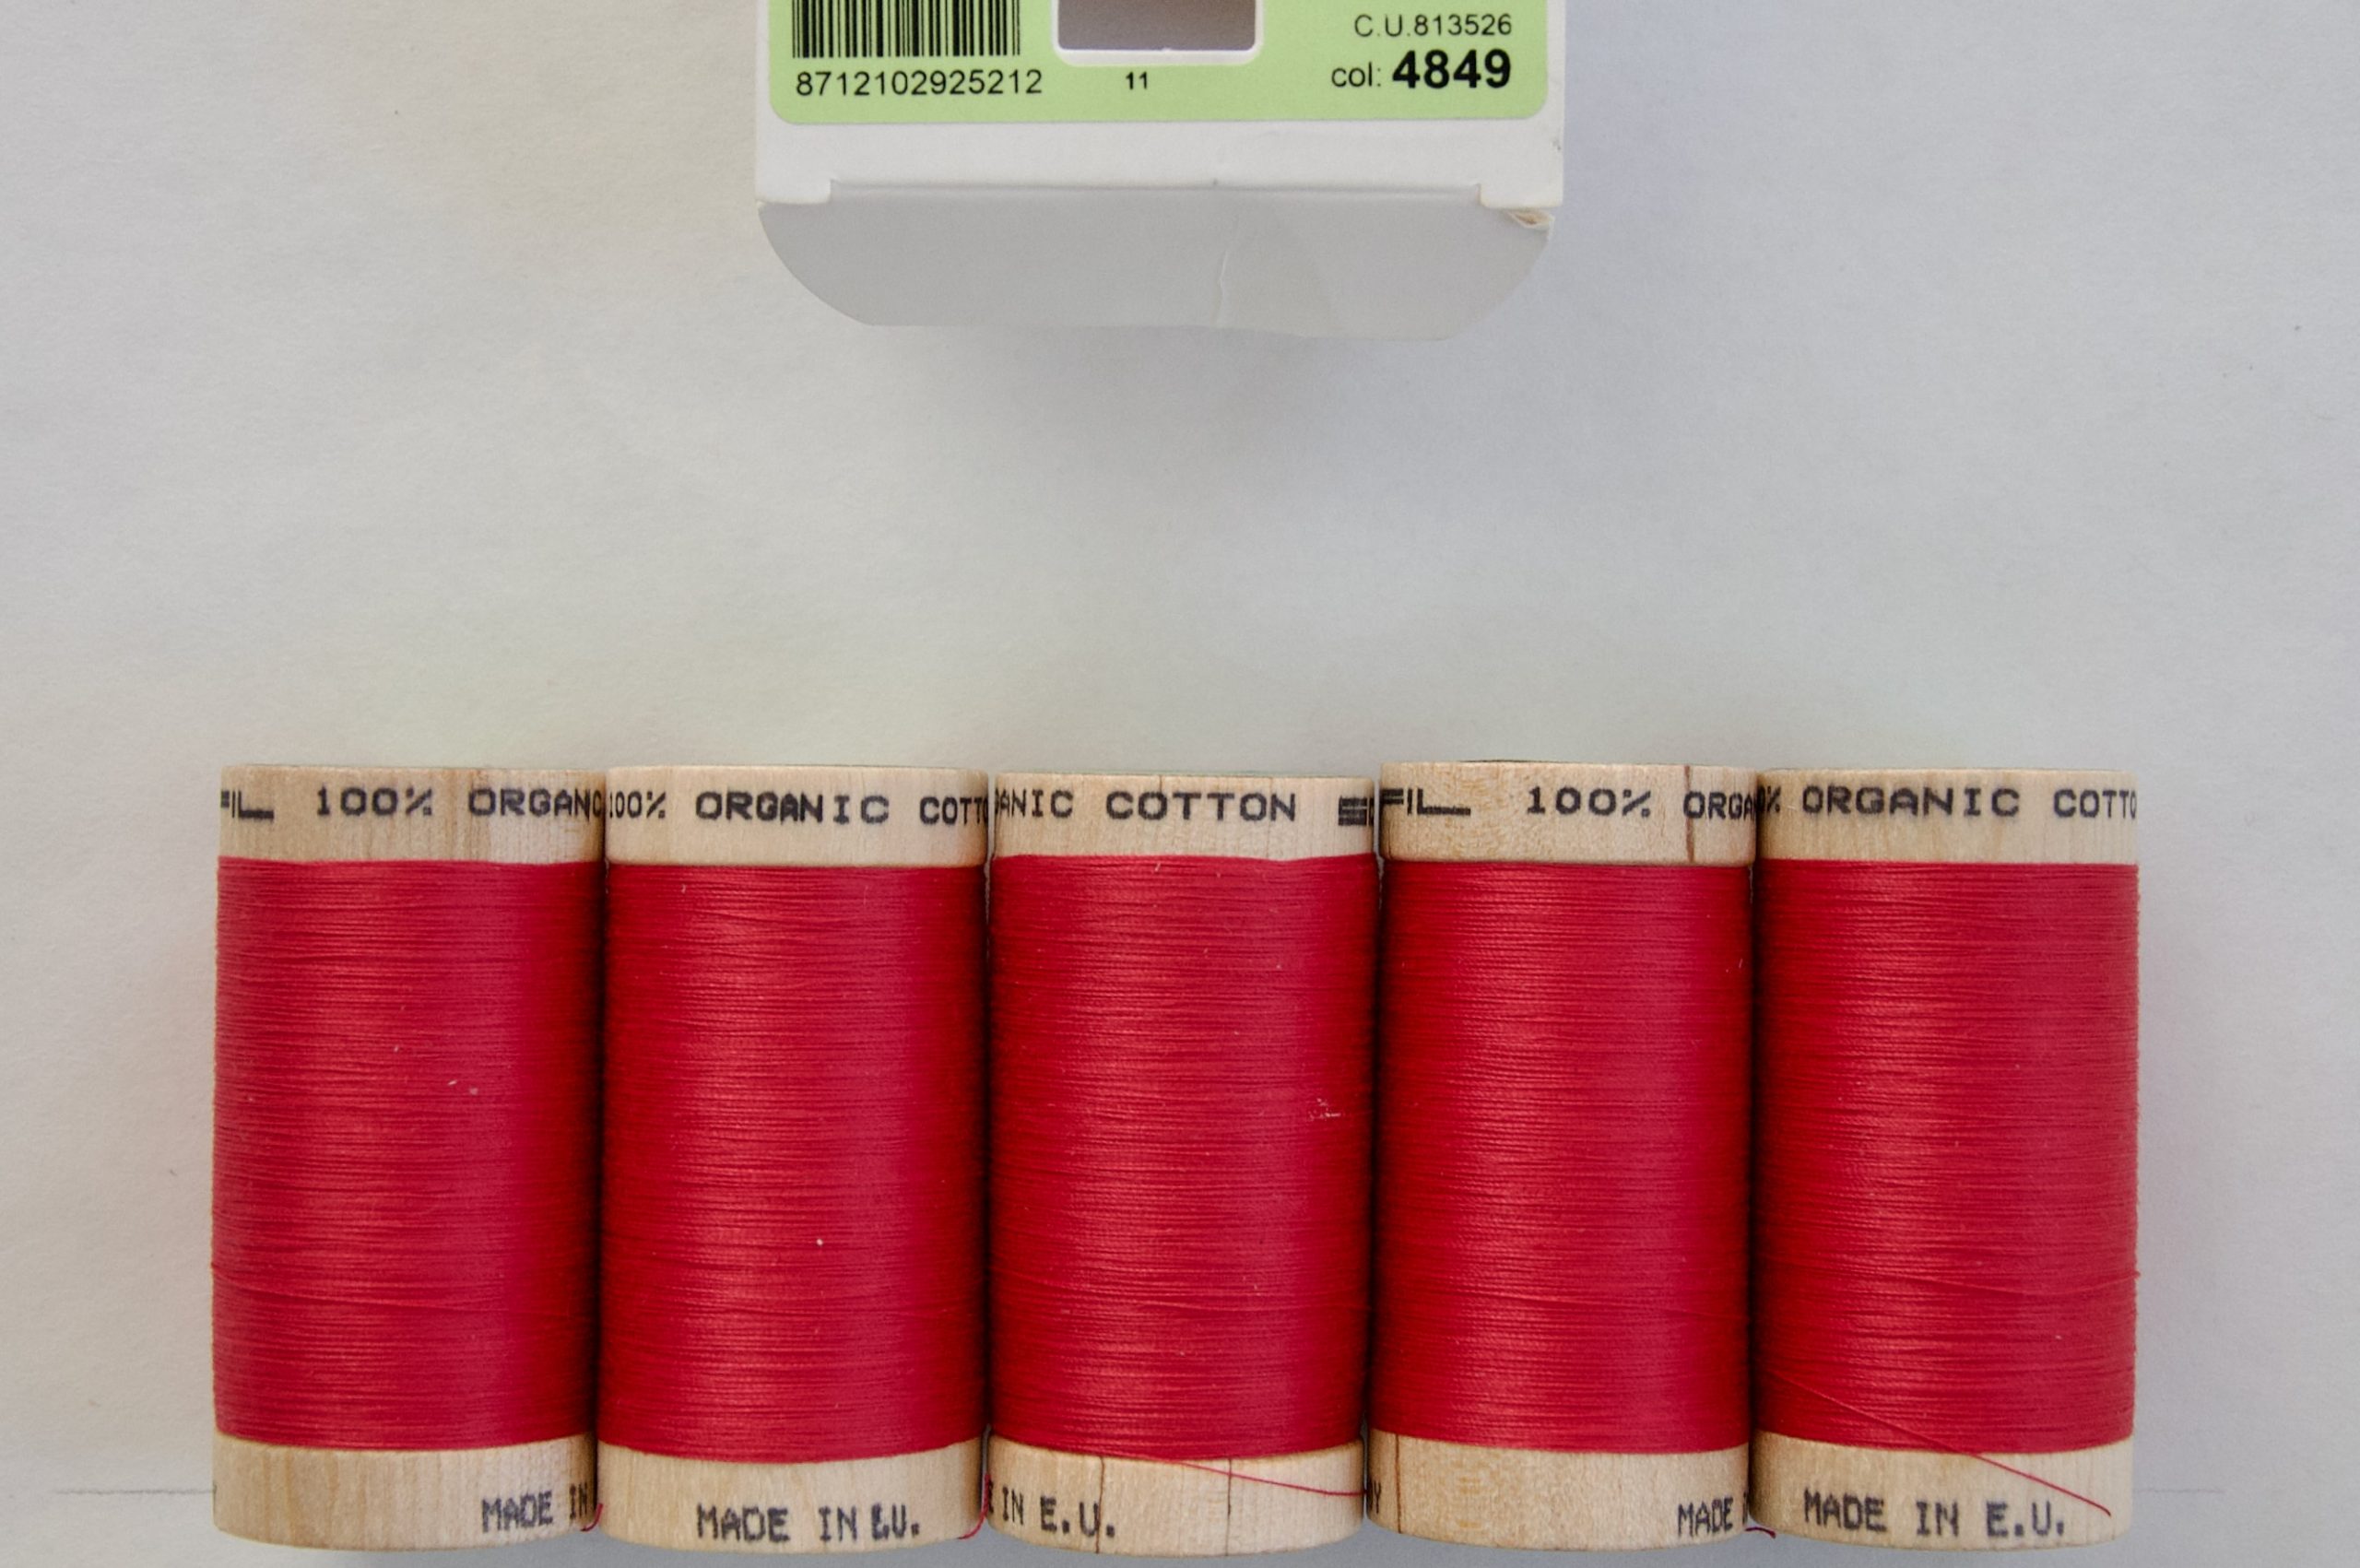 C.U.813526
8712102925212 11 col: 4849
FIL 100% ORGANIC
100% ORGANIC COTTO
ANIC COTTON
FIL 100% ORGA
% ORGANIC COTTO
MADE IN
MADE IN E.U.
IN E.U.
MADE
MADE IN E.U.